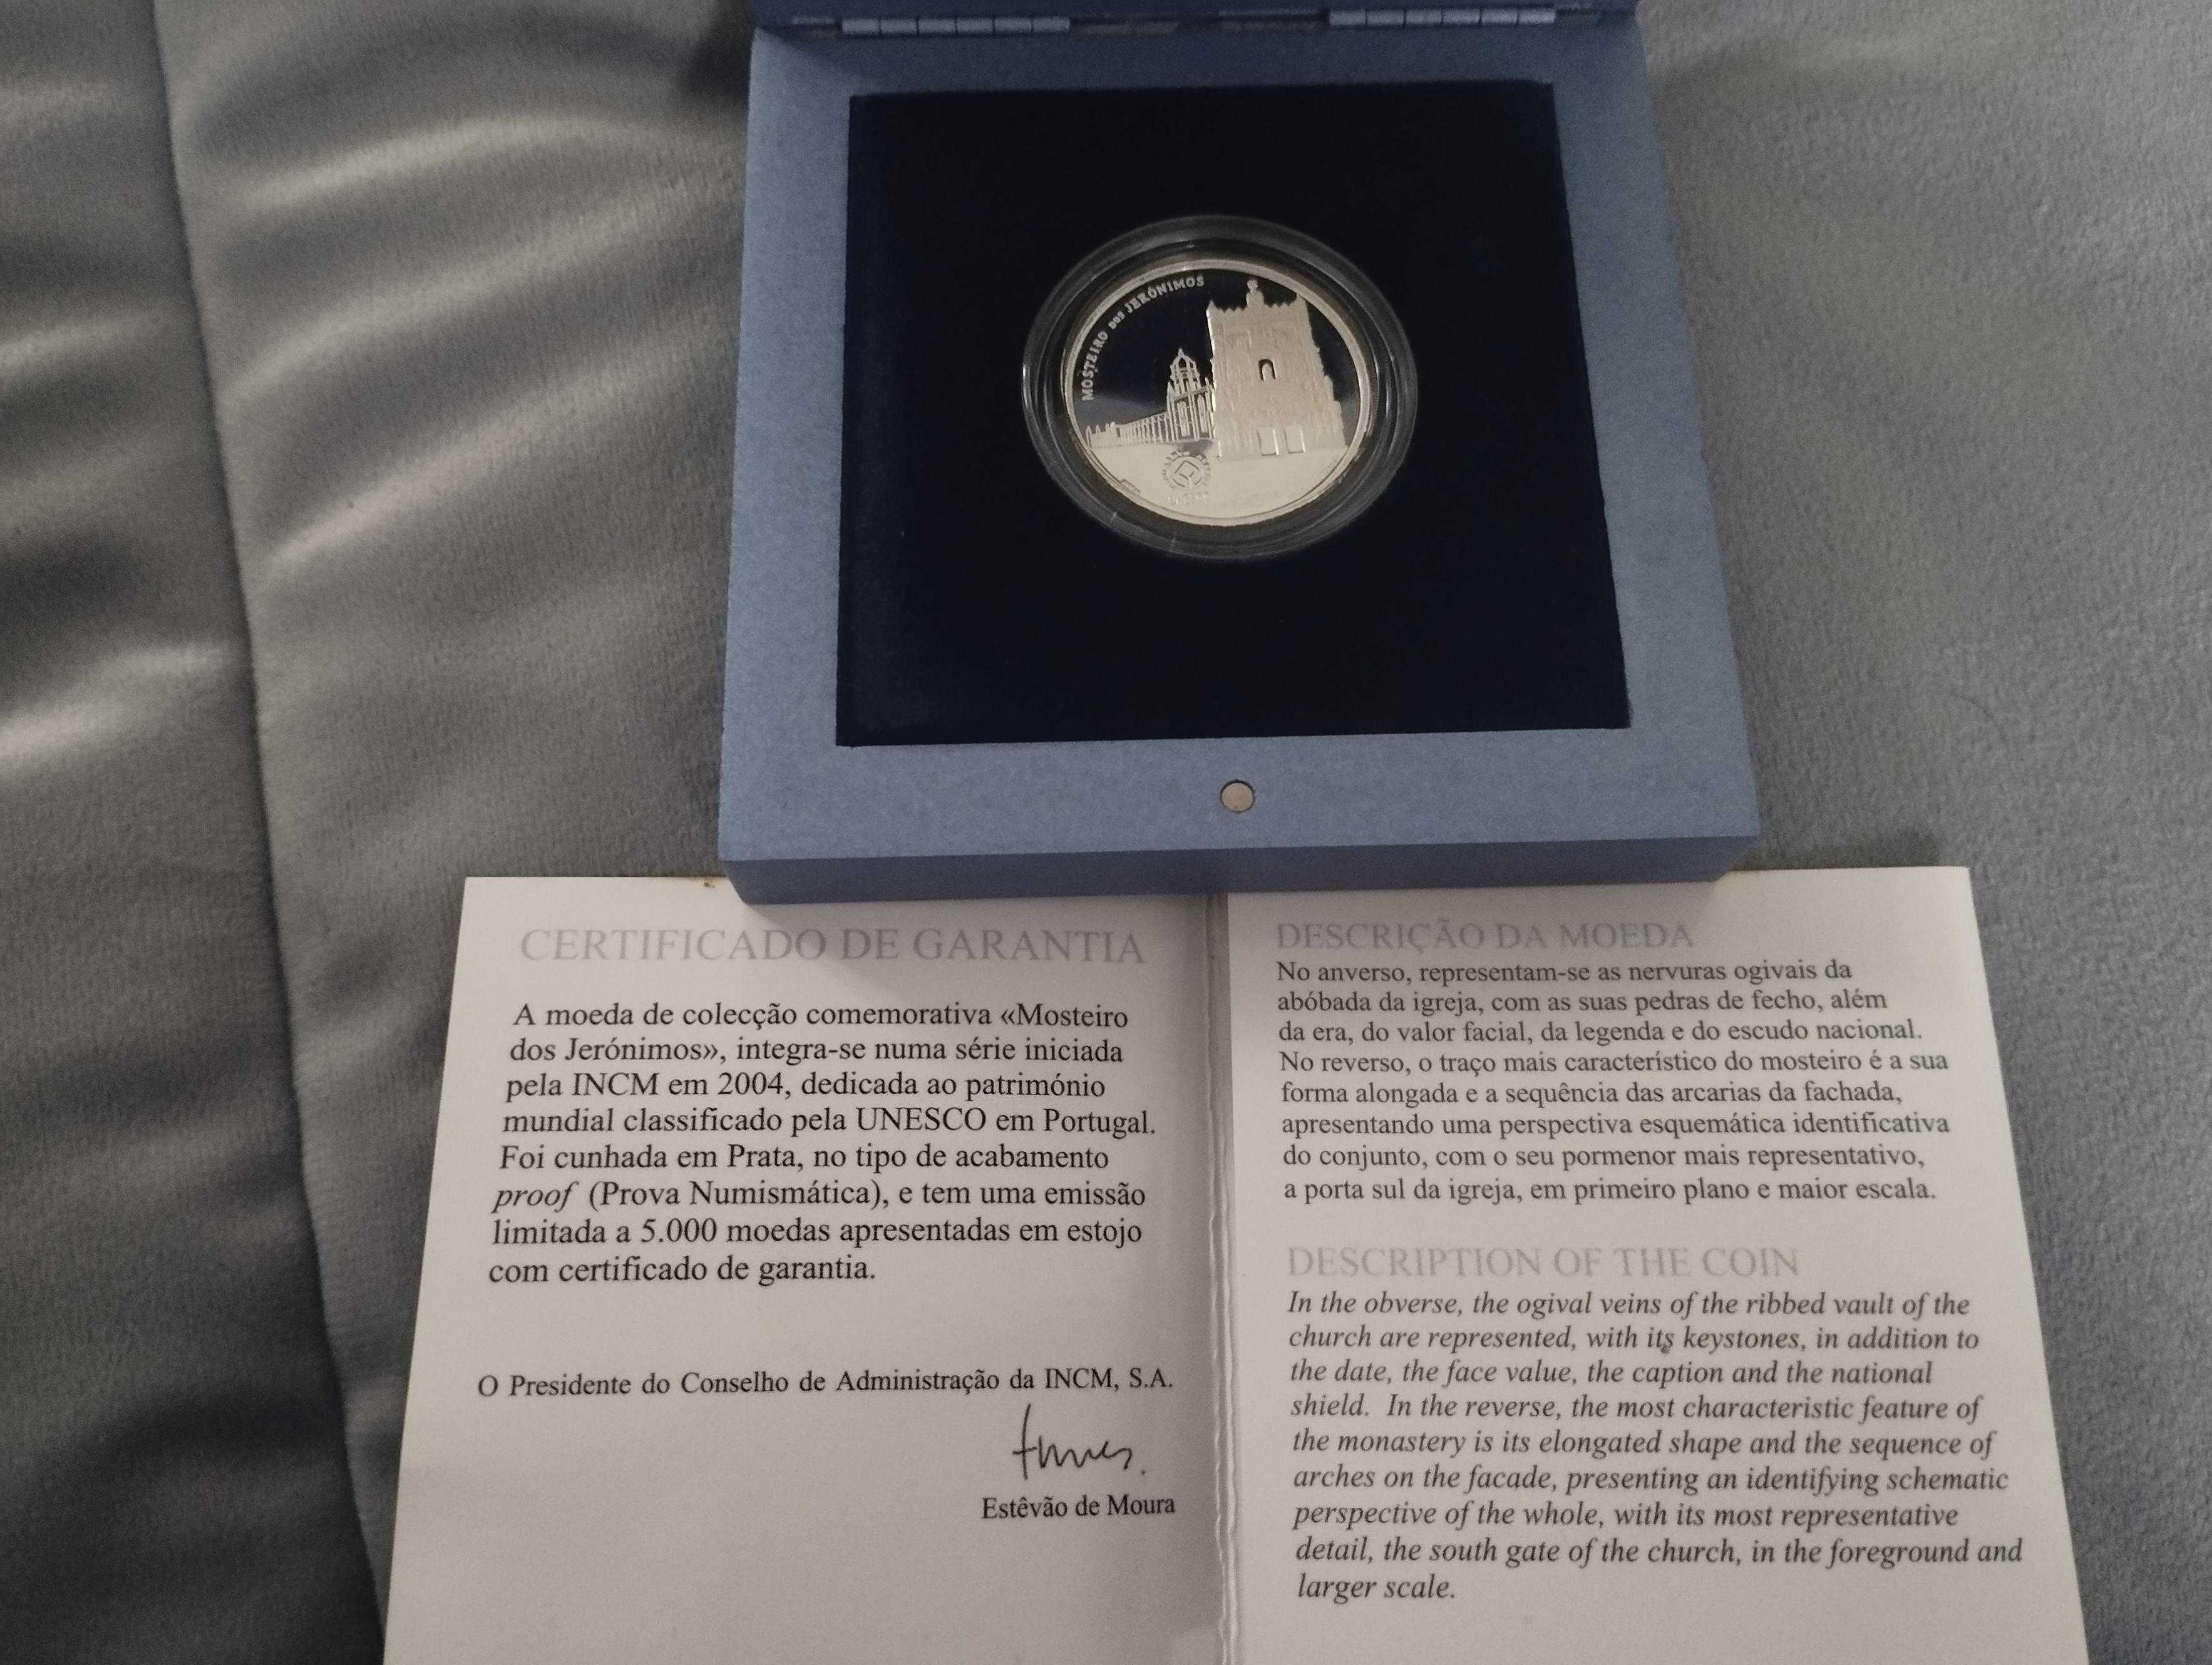 MOSTEIRO DOS JERÓNIMOS
CERTIFICADO DE GARANTIA
A moeda de colecção comemorativa «Mosteiro
dos Jerónimos», integra-se numa série iniciada
pela INCM em 2004, dedicada ao património
mundial classificado pela UNESCO em Portugal.
Foi cunhada em Prata, no tipo de acabamento
proof (Prova Numismática), e tem uma emissão
limitada a 5.000 moedas apresentadas em estojo
com certificado de garantia.
O Presidente do Conselho de Administração da INCM, S.A.
Estêvão de Moura
DESCRIÇÃO DA MOEDA
No anverso, representam-se as nervuras ogivais da
abóbada da igreja, com as suas pedras de fecho, além
da era, do valor facial, da legenda e do escudo nacional.
No reverso, o traço mais característico do mosteiro é a sua
forma alongada e a sequência das arcarias da fachada,
apresentando uma perspectiva esquemática identificativa
do conjunto, com o seu pormenor mais representativo,
a porta sul da igreja, em primeiro plano e maior escala.
DESCRIPTION OF THE COIN
In the obverse, the ogival veins of the ribbed vault of the
church are represented, with its keystones, in addition to
the date, the face value, the caption and the national
shield. In the reverse, the most characteristic feature of
the monastery is its elongated shape and the sequence of
arches on the facade, presenting an identifying schematic
perspective of the whole, with its most representative
detail, the south gate of the church, in the foreground and
larger scale.